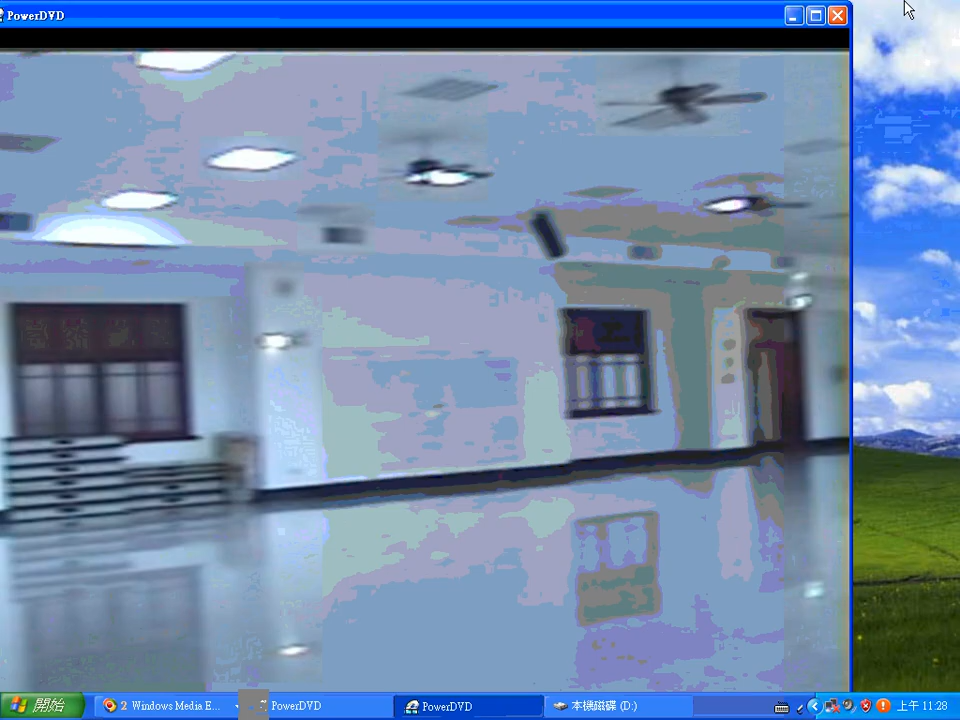 PowerDVD
開始
2 Windows Media E...
PowerDVD
PowerDVD
本機磁碟 (D:)
上午 11:28